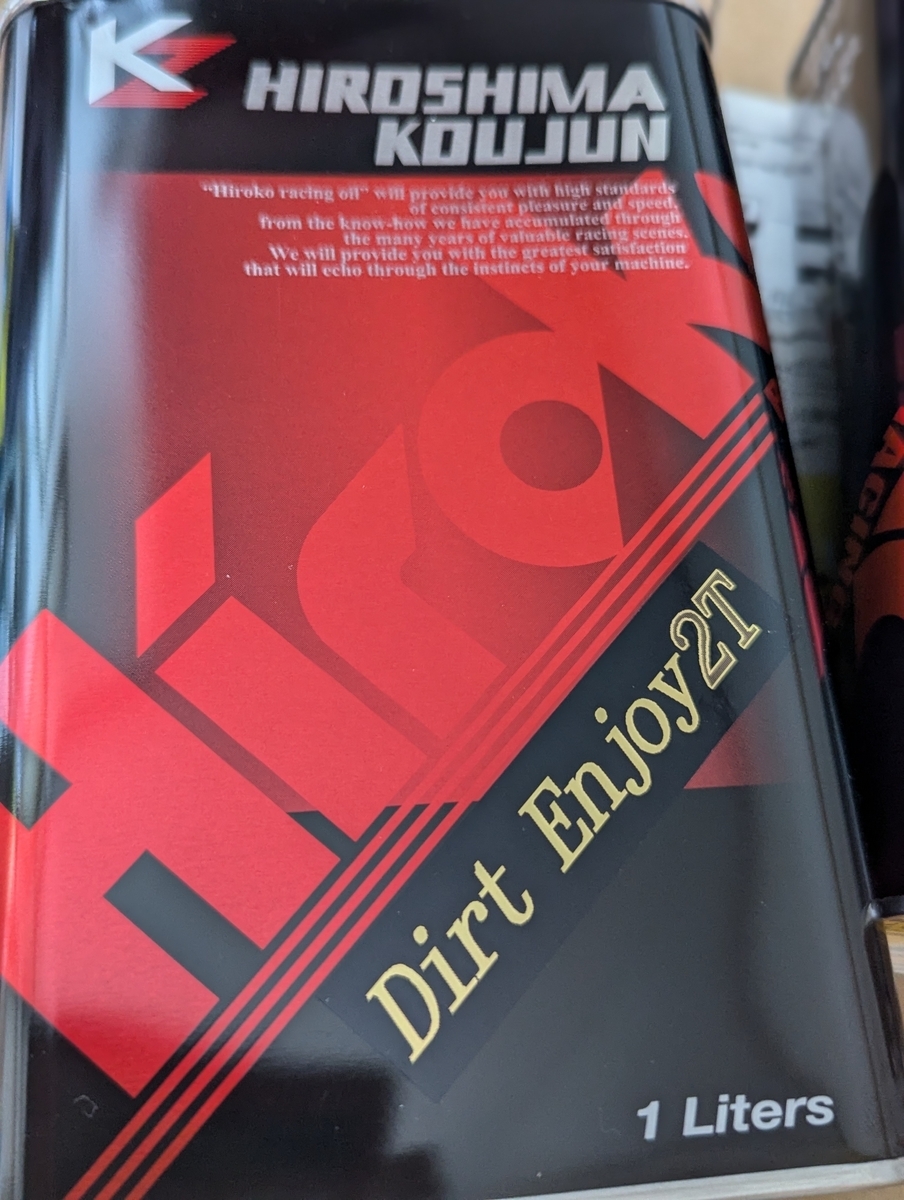 KZ
HIROSHIMA
KOUJUN
"Hiroko racing oil" will provide you with high standards
of consistent pleasure and speed,
from the know-how we have accumulated through
the many years of valuable racing scenes.
We will provide you with the greatest satisfaction
that will echo through the instincts of your machine.
Hiroko
Dirt Enjoy2T
1 Liters